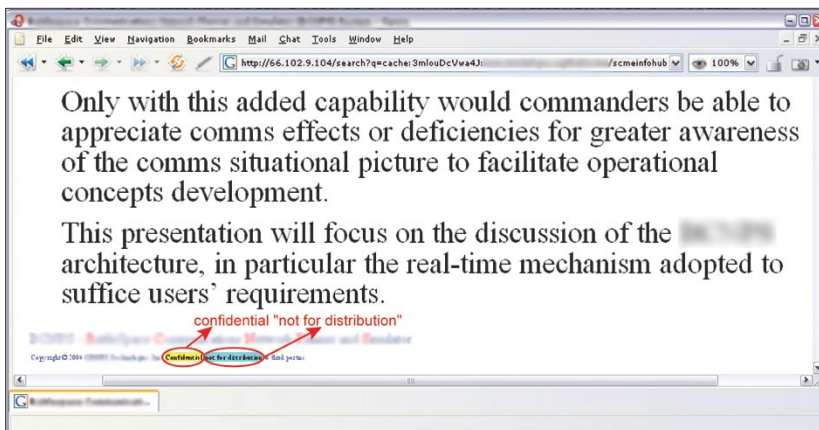 File Edit View Navigation Bookmarks Mail Chat Tools Window Help
http://66.102.9.104/search?q=cache:3mlouDcVwa4J: /scmeinfohub 100%
Only with this added capability would commanders be able to
appreciate comms effects or deficiencies for greater awareness
of the comms situational picture to facilitate operational
concepts development.
This presentation will focus on the discussion of the
architecture, in particular the real-time mechanism adopted to
suffice users' requirements.
confidential "not for distribution"
Copyright © 2004 Confidential not for distribution third parties